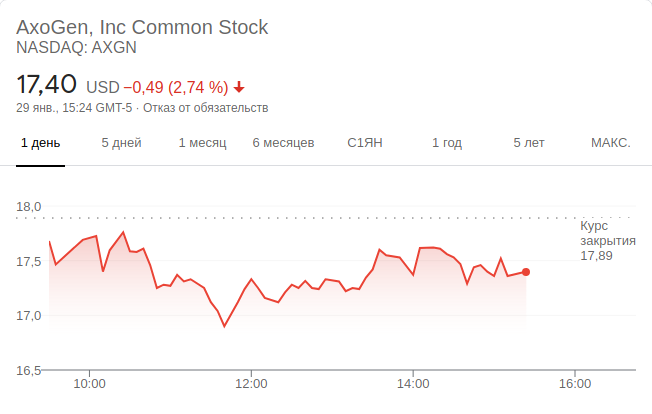 AxoGen, Inc Common Stock
NASDAQ: AXGN
17,40 USD −0,49 (2,74 %)
29 янв., 15:24 GMT-5 · Отказ от обязательств
1 день 5 дней 1 месяц 6 месяцев С1ЯН 1 год 5 лет МАКС.
18,0
Курс
закрытия
17,89
17,5
17,0
16,5
10:00 12:00 14:00 16:00